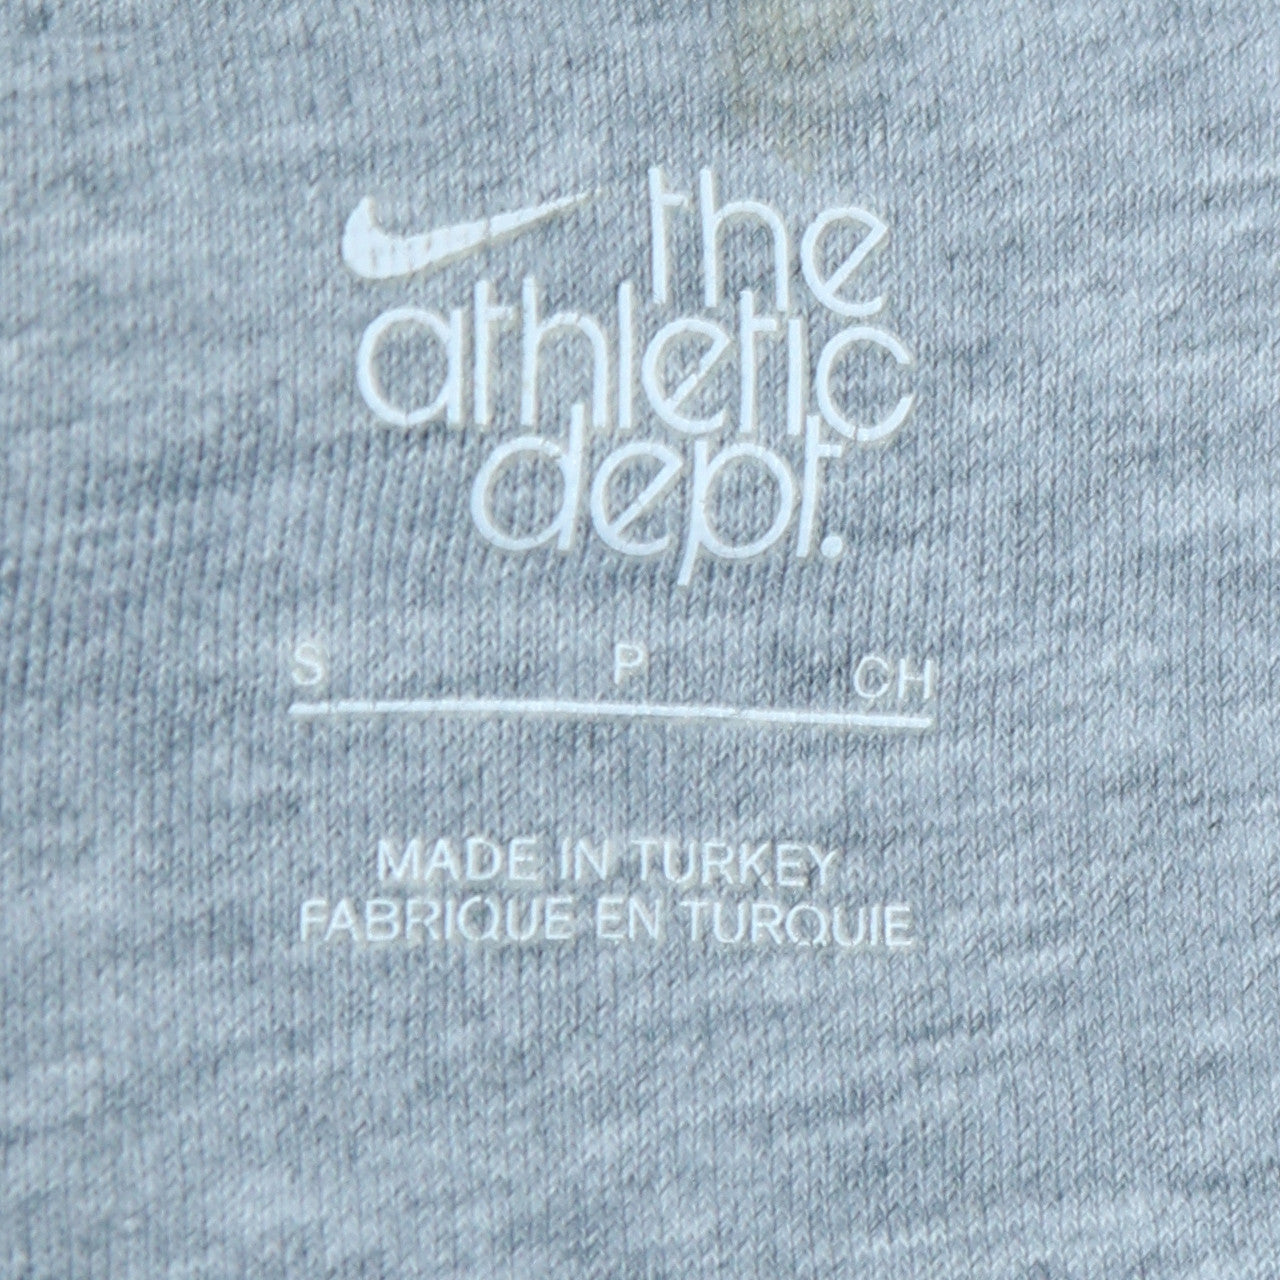 the
athletic
dept.
S P CH
MADE IN TURKEY
FABRIQUE EN TURQUIE